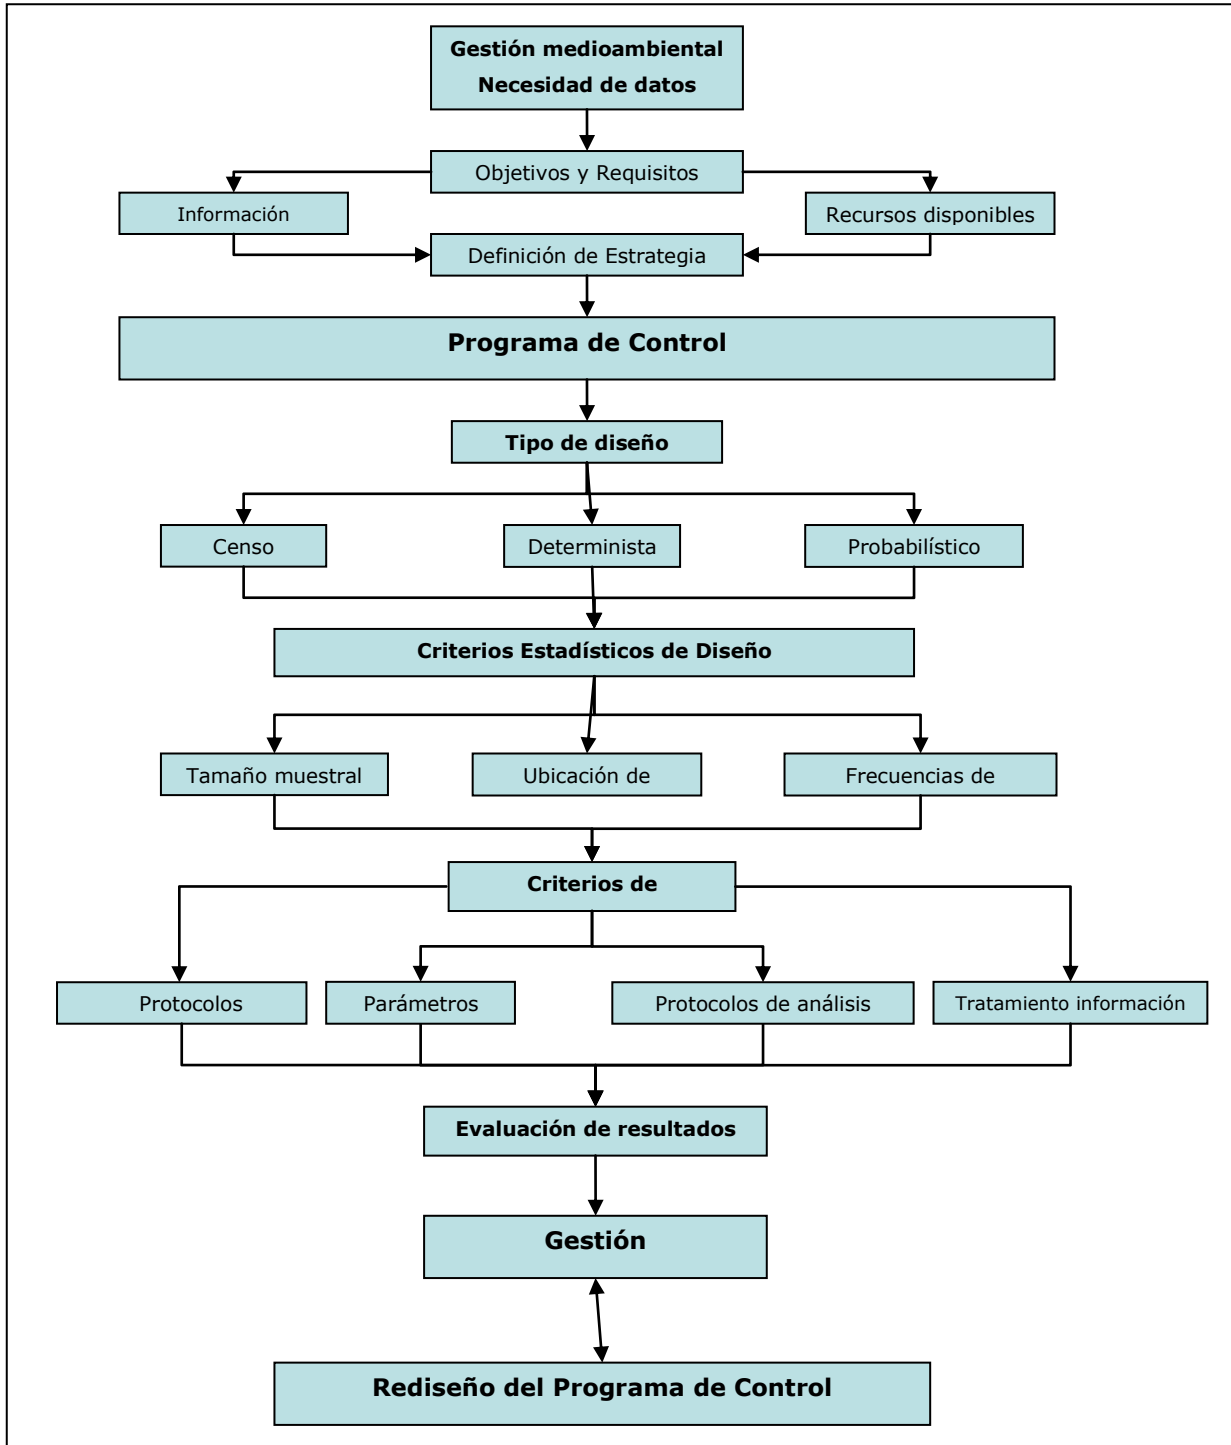 Gestión medioambiental
Necesidad de datos
Objetivos y Requisitos
Información
Recursos disponibles
Definición de Estrategia
Programa de Control
Tipo de diseño
Censo
Determinista
Probabilístico
Criterios Estadísticos de Diseño
Tamaño muestral
Ubicación de
Frecuencias de
Criterios de
Protocolos
Parámetros
Protocolos de análisis
Tratamiento información
Evaluación de resultados
Gestión
Rediseño del Programa de Control